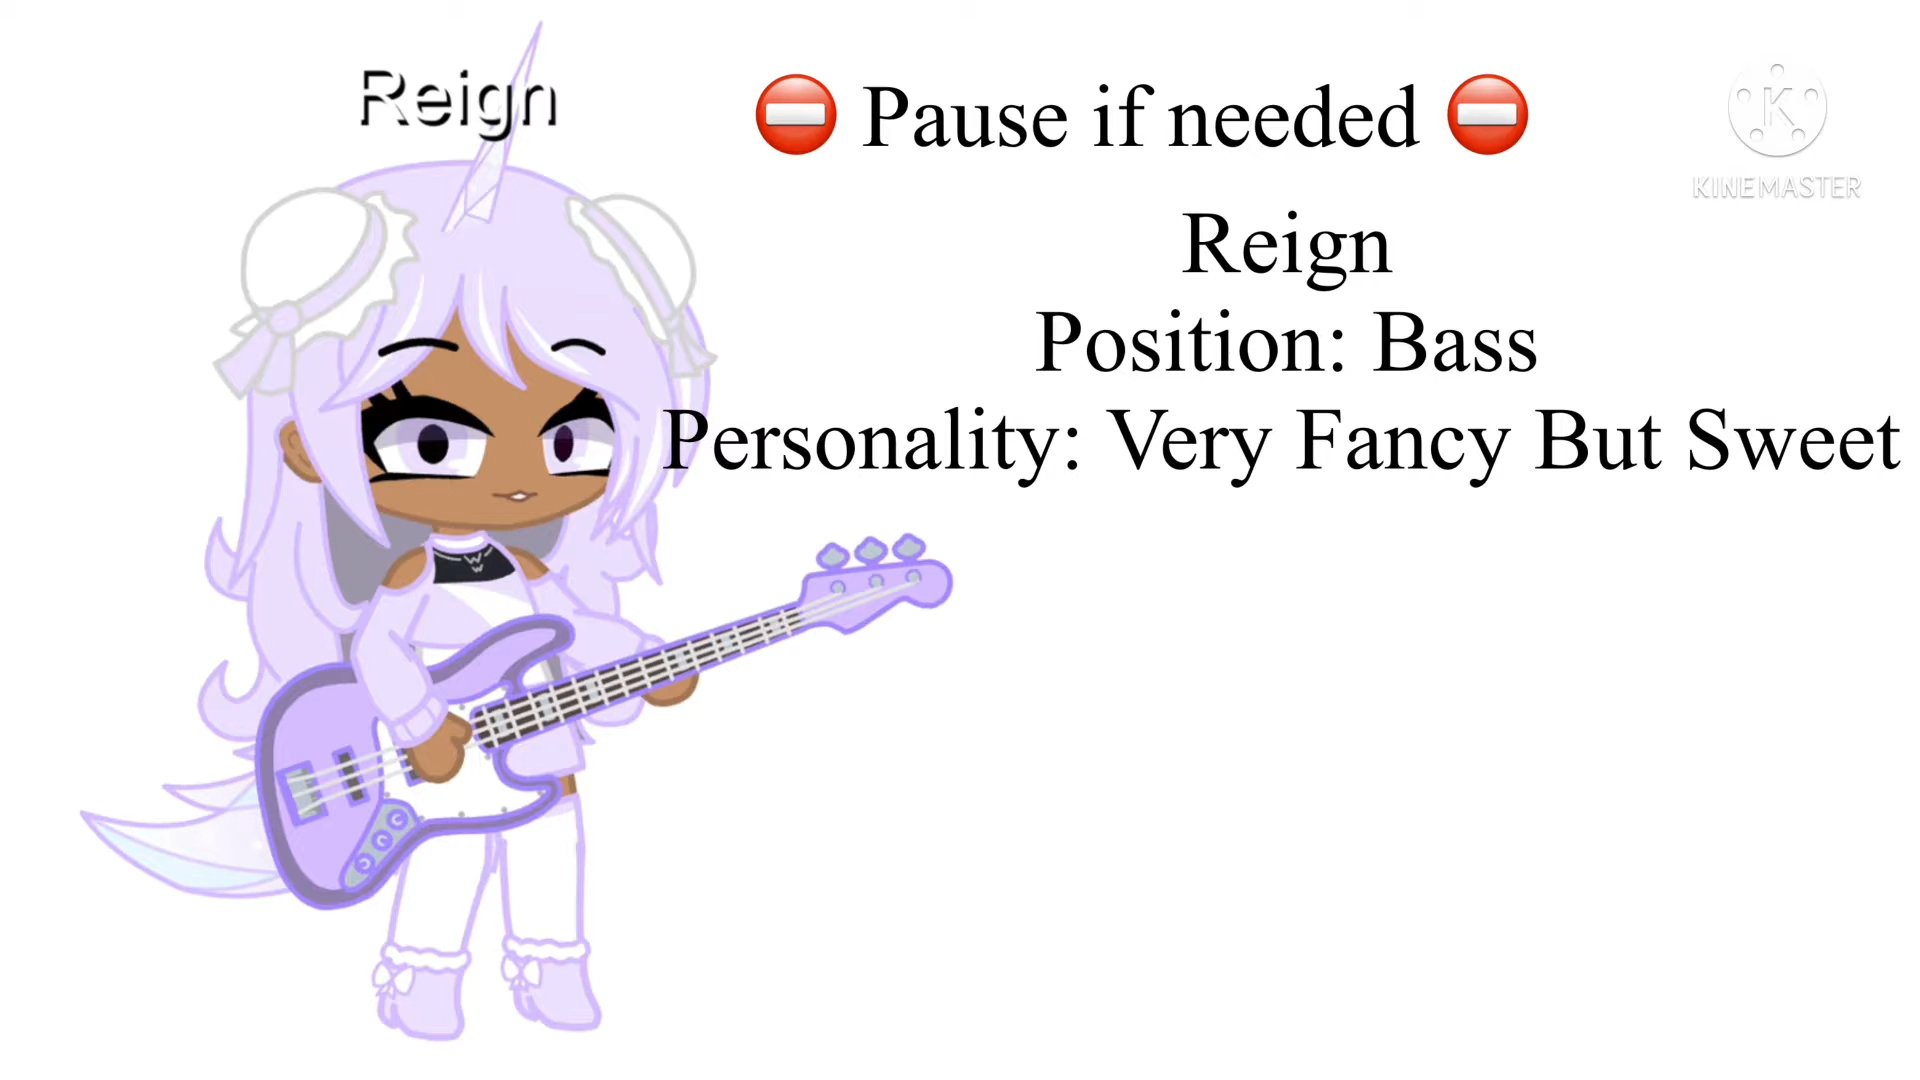 Reign
⛔ Pause if needed ⛔
KINEMASTER
Reign
Position: Bass
Personality: Very Fancy But Sweet